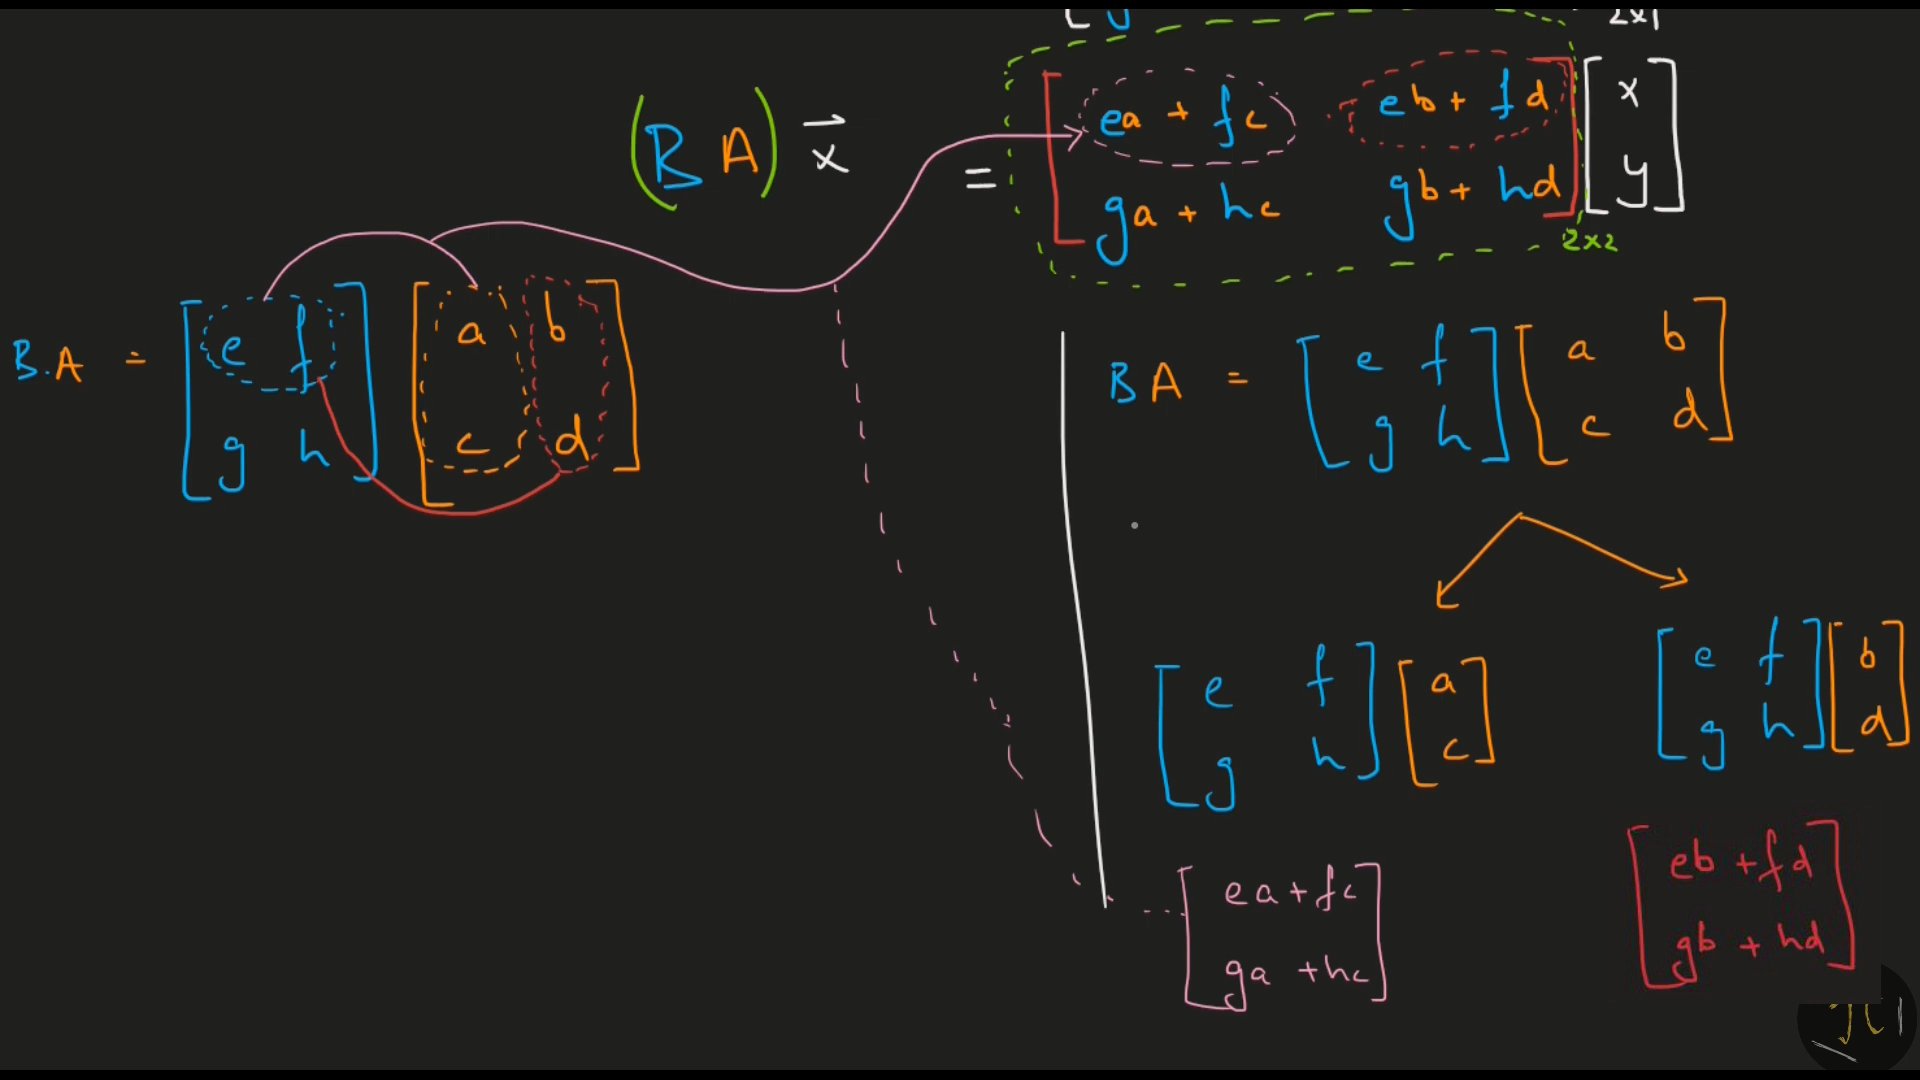 2x1
(B A) x⃗ = [ea + fc eb + fd] [x]
[ga + hc gb + hd] [y]
2x2
B.A = [e f] [a b]
[g h] [c d]
BA = [e f] [a b]
[g h] [c d]
[e f] [a]
[g h] [c]
[e f] [b]
[g h] [d]
[ea + fc]
[ga + hc]
[eb + fd]
[gb + hd]